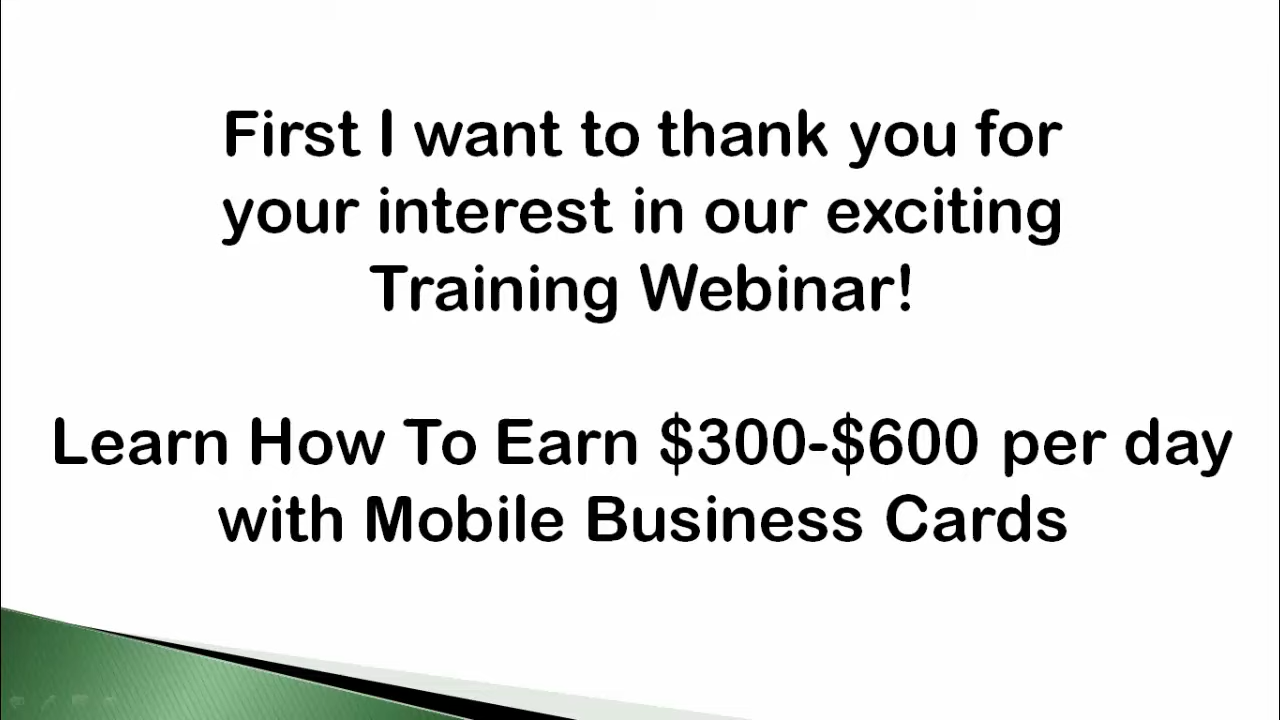 First I want to thank you for
your interest in our exciting
Training Webinar!
Learn How To Earn $300-$600 per day
with Mobile Business Cards